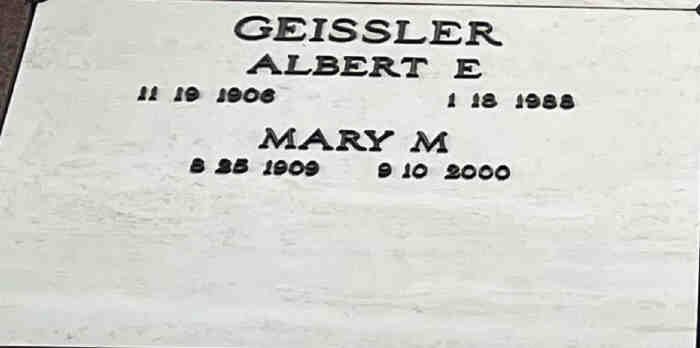 GEISSLER
ALBERT E
11 19 1906 1 18 1988
MARY M
8 25 1909 9 10 2000